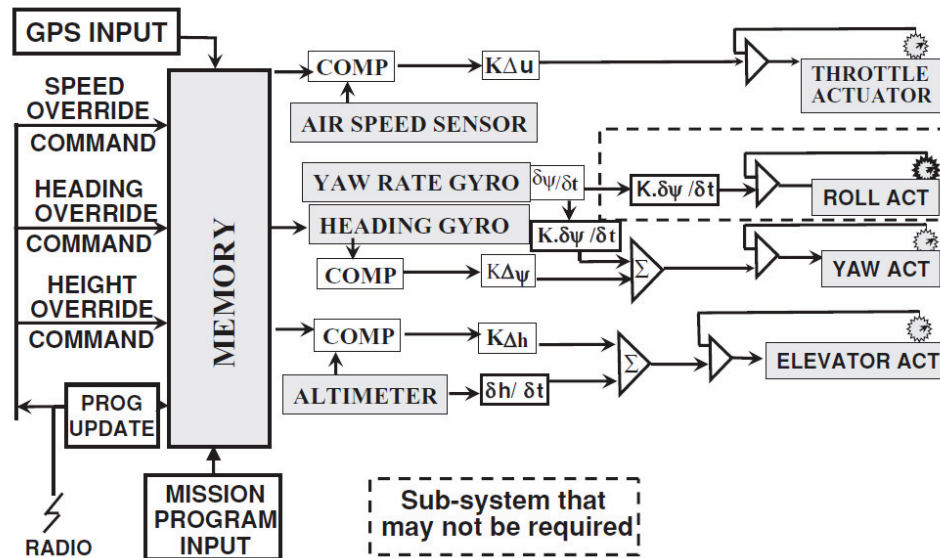 GPS INPUT
SPEED
OVERRIDE
COMMAND
HEADING
OVERRIDE
COMMAND
HEIGHT
OVERRIDE
COMMAND
PROG
UPDATE
RADIO
MEMORY
MISSION
PROGRAM
INPUT
COMP
KΔu
THROTTLE
ACTUATOR
AIR SPEED SENSOR
YAW RATE GYRO
δψ/δt
K.δψ/δt
ROLL ACT
HEADING GYRO
K.δψ/δt
COMP
KΔψ
Σ
YAW ACT
COMP
KΔh
Σ
ELEVATOR ACT
ALTIMETER
δh/ δt
Sub-system that
may not be required